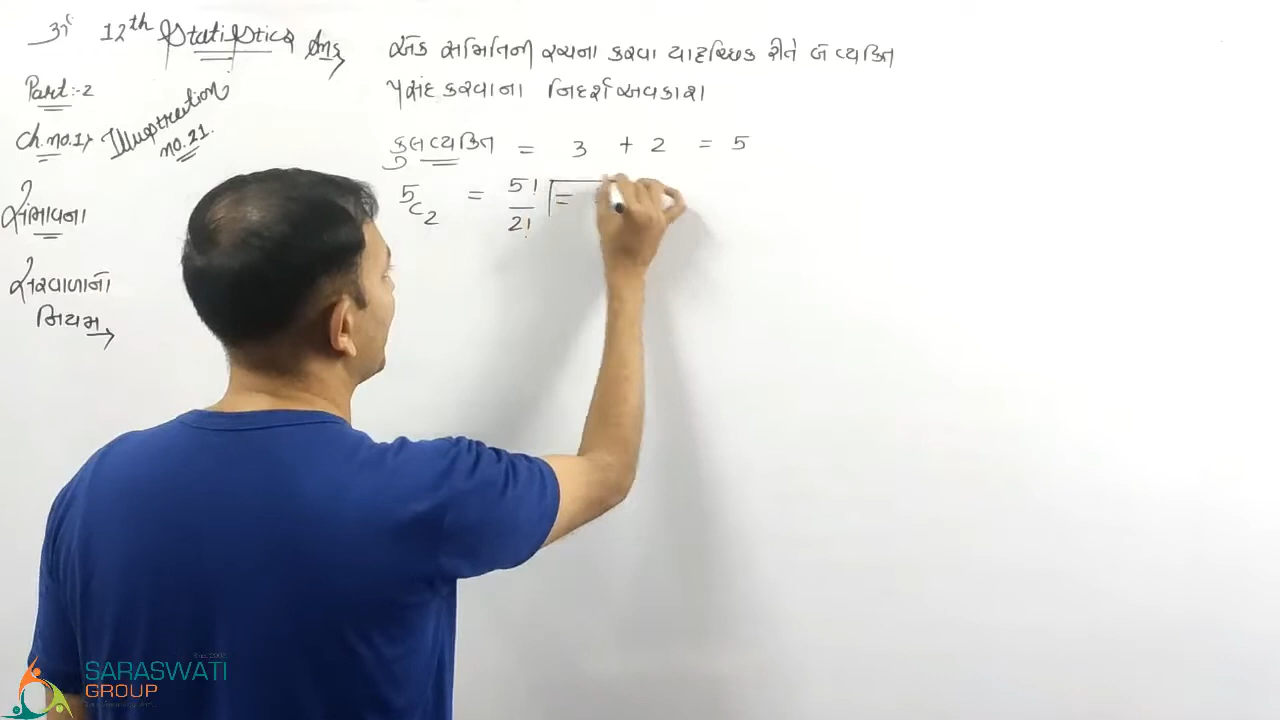 12th Statistics
Part:-2
Ch.no.1,
Illustration
no.21.
સંભાવના
સરવાળાનો
નિયમ
એક સમિતિની રચના કરવા યાદચ્છિક રીતે બે વ્યકિત
પસંદ કરવાના નિદર્શ અવકાશ
કુલ વ્યકિત = 3 + 2 = 5
5C2 = 5! / 2! =
SARASWATI
GROUP